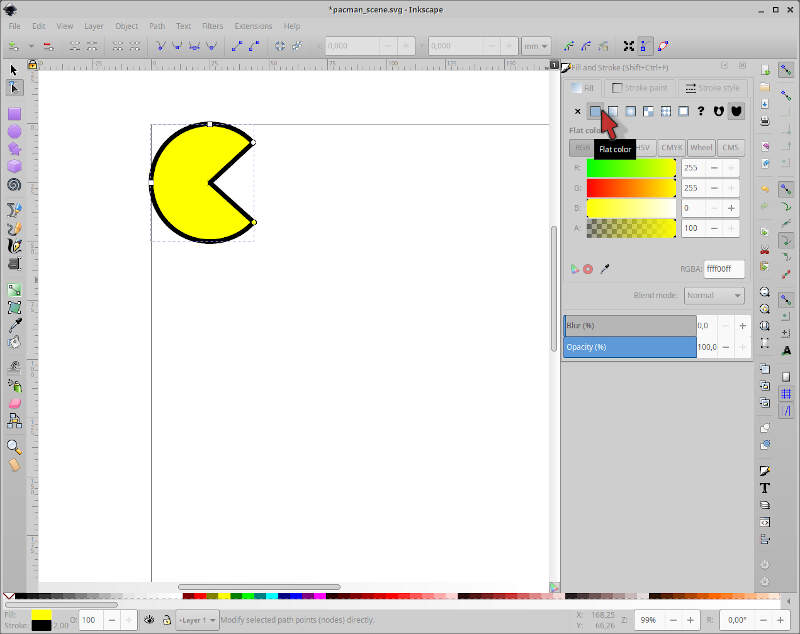 *pacman_scene.svg - Inkscape
File Edit View Layer Object Path Text Filters Extensions Help
X: 0,000 Y: 0,000 mm
Fill and Stroke (Shift+Ctrl+F)
Fill Stroke paint Stroke style
Flat color
RGB HSV CMYK Wheel CMS
Flat color
R: 255
G: 255
B: 0
A: 100
RGBA: ffff00ff
Blend mode: Normal
Blur (%) 0,0
Opacity (%) 100,0
Fill:
Stroke: 2,00
O: 100
Layer 1
Modify selected path points (nodes) directly.
X: 168,25
Y: 66,26
Z: 99%
R: 0,00°